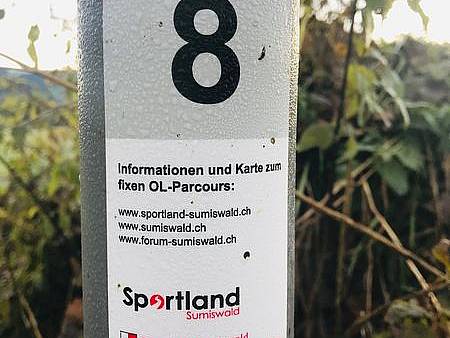 8
Informationen und Karte zum
fixen OL-Parcours:
www.sportland-sumiswald.ch
www.sumiswald.ch
www.forum-sumiswald.ch
Sportland
Sumiswald